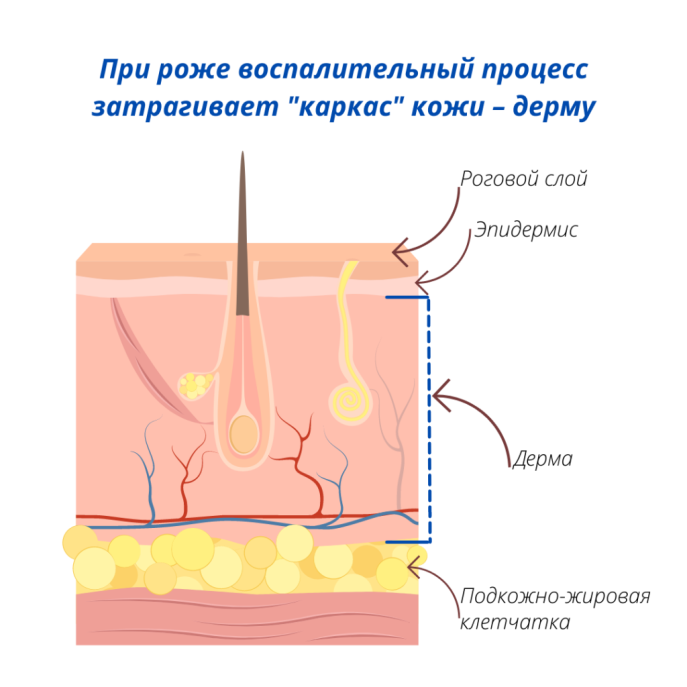 При роже воспалительный процесс
затрагивает "каркас" кожи – дерму
Роговой слой
Эпидермис
Дерма
Подкожно-жировая
клетчатка